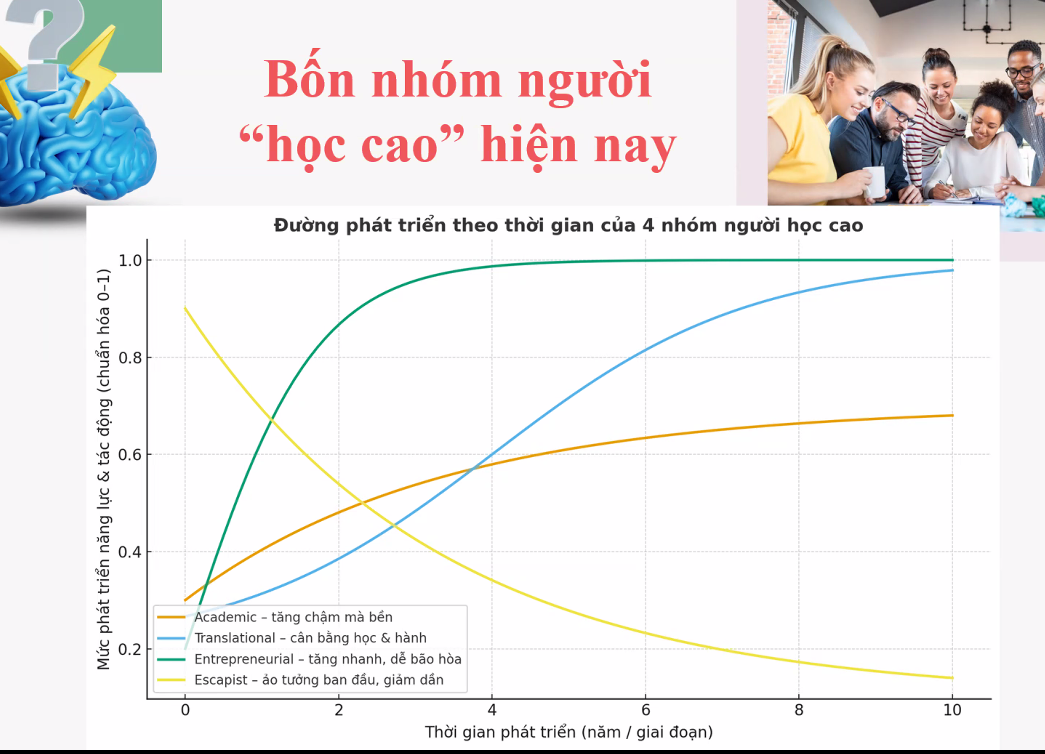 Bốn nhóm người
“học cao” hiện nay
Đường phát triển theo thời gian của 4 nhóm người học cao
Mức phát triển năng lực & tác động (chuẩn hóa 0–1)
1.0
0.8
0.6
0.4
0.2
Academic – tăng chậm mà bền
Translational – cân bằng học & hành
Entrepreneurial – tăng nhanh, dễ bão hòa
Escapist – ảo tưởng ban đầu, giảm dần
0 2 4 6 8 10
Thời gian phát triển (năm / giai đoạn)